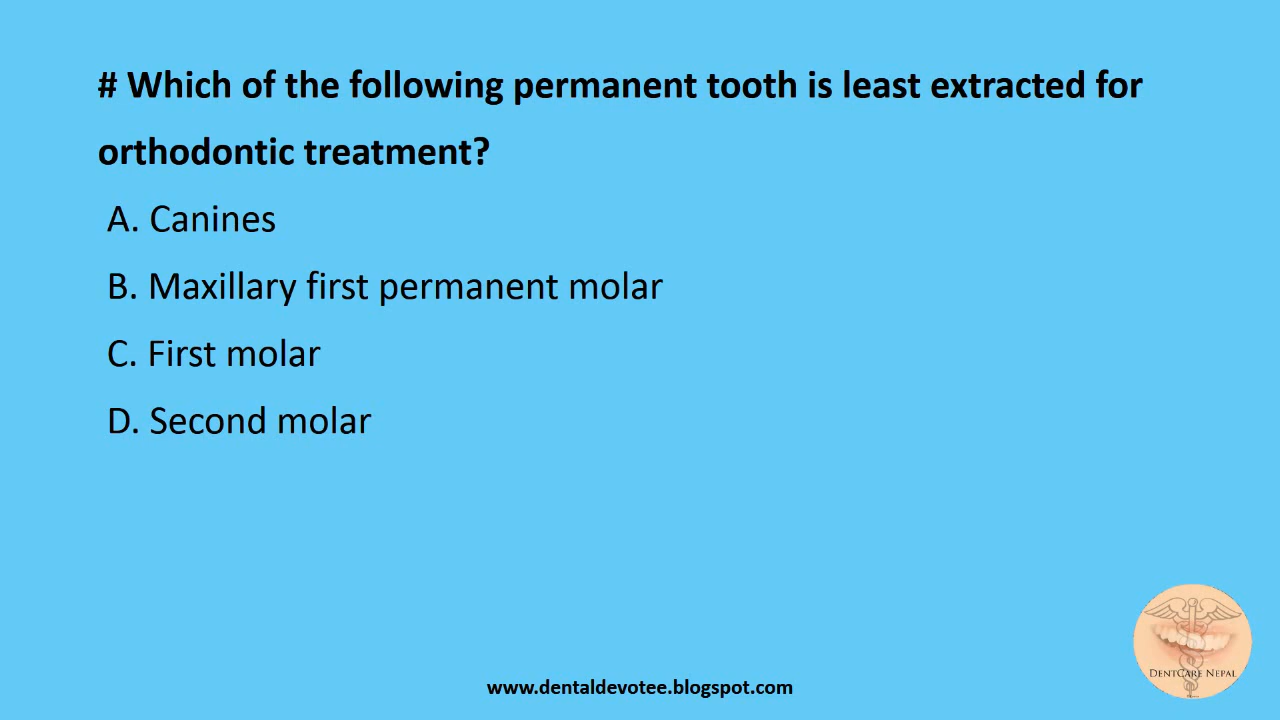 # Which of the following permanent tooth is least extracted for
orthodontic treatment?
A. Canines
B. Maxillary first permanent molar
C. First molar
D. Second molar
DentCare Nepal
www.dentaldevotee.blogspot.com